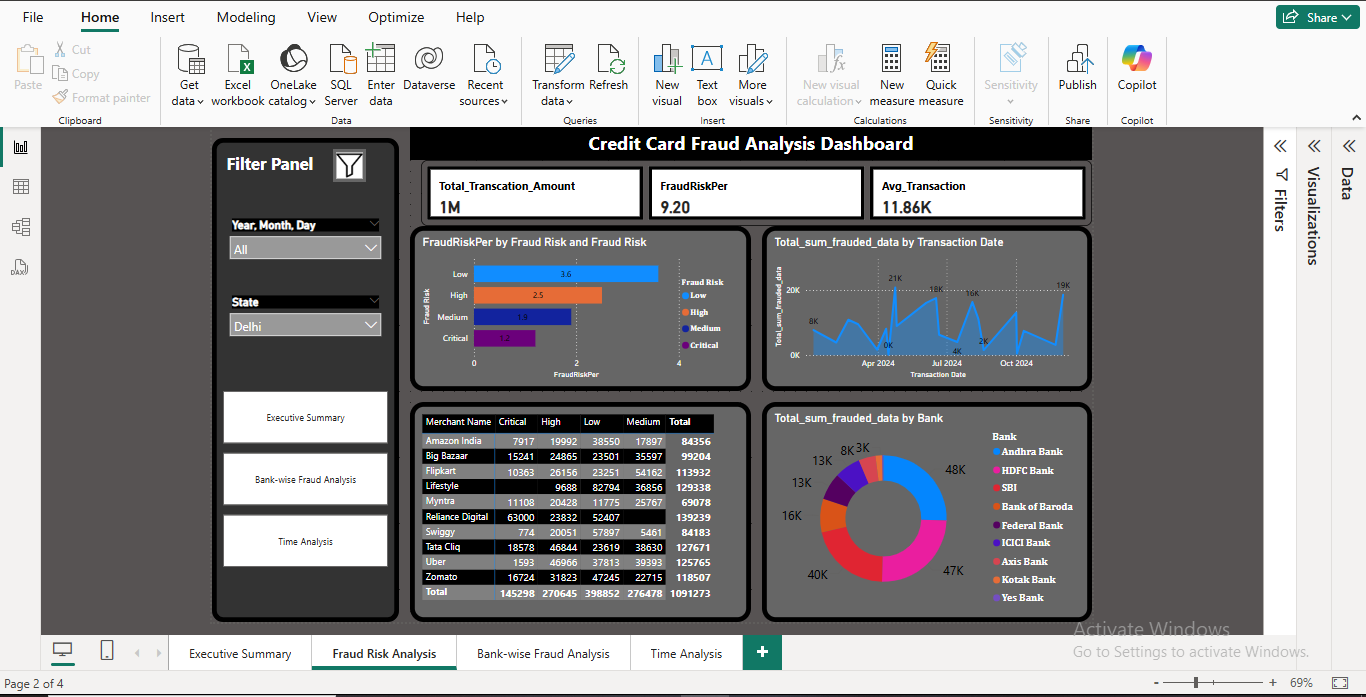 File Home Insert Modeling View Optimize Help Share
Paste Cut
Copy
Format painter
Clipboard
Get data Excel workbook OneLake catalog SQL Server Enter data Dataverse Recent sources
Data
Transform data Refresh
Queries
New visual Text box More visuals
Insert
New visual calculation New measure Quick measure
Calculations
Sensitivity
Sensitivity
Publish
Share
Copilot
Copilot
DAX
Filter Panel
Year, Month, Day
All
State
Delhi
Executive Summary
Bank-wise Fraud Analysis
Time Analysis
Credit Card Fraud Analysis Dashboard
Total_Transcation_Amount
1M
FraudRiskPer
9.20
Avg_Transaction
11.86K
FraudRiskPer by Fraud Risk and Fraud Risk
Fraud Risk
Low 3.6
High 2.5
Medium 1.9
Critical 1.2
0 2 4
FraudRiskPer
Fraud Risk
Low
High
Medium
Critical
Total_sum_frauded_data by Transaction Date
Total_sum_frauded_data
20K
0K
8K 0K 21K 18K 4K 16K 2K 19K
Apr 2024 Jul 2024 Oct 2024
Transaction Date
Merchant Name Critical High Low Medium Total
Amazon India 7917 19992 38550 17897 84356
Big Bazaar 15241 24865 23501 35597 99204
Flipkart 10363 26156 23251 54162 113932
Lifestyle 9688 82794 36856 129338
Myntra 11108 20428 11775 25767 69078
Reliance Digital 63000 23832 52407 139239
Swiggy 774 20051 57897 5461 84183
Tata Cliq 18578 46844 23619 38630 127671
Uber 1593 46966 37813 39393 125765
Zomato 16724 31823 47245 22715 118507
Total 145298 270645 398852 276478 1091273
Total_sum_frauded_data by Bank
48K
47K
40K
16K
13K
13K
8K
3K
Bank
Andhra Bank
HDFC Bank
SBI
Bank of Baroda
Federal Bank
ICICI Bank
Axis Bank
Kotak Bank
Yes Bank
Filters
Visualizations
Data
Activate Windows
Go to Settings to activate Windows.
Executive Summary Fraud Risk Analysis Bank-wise Fraud Analysis Time Analysis +
Page 2 of 4 - + 69%